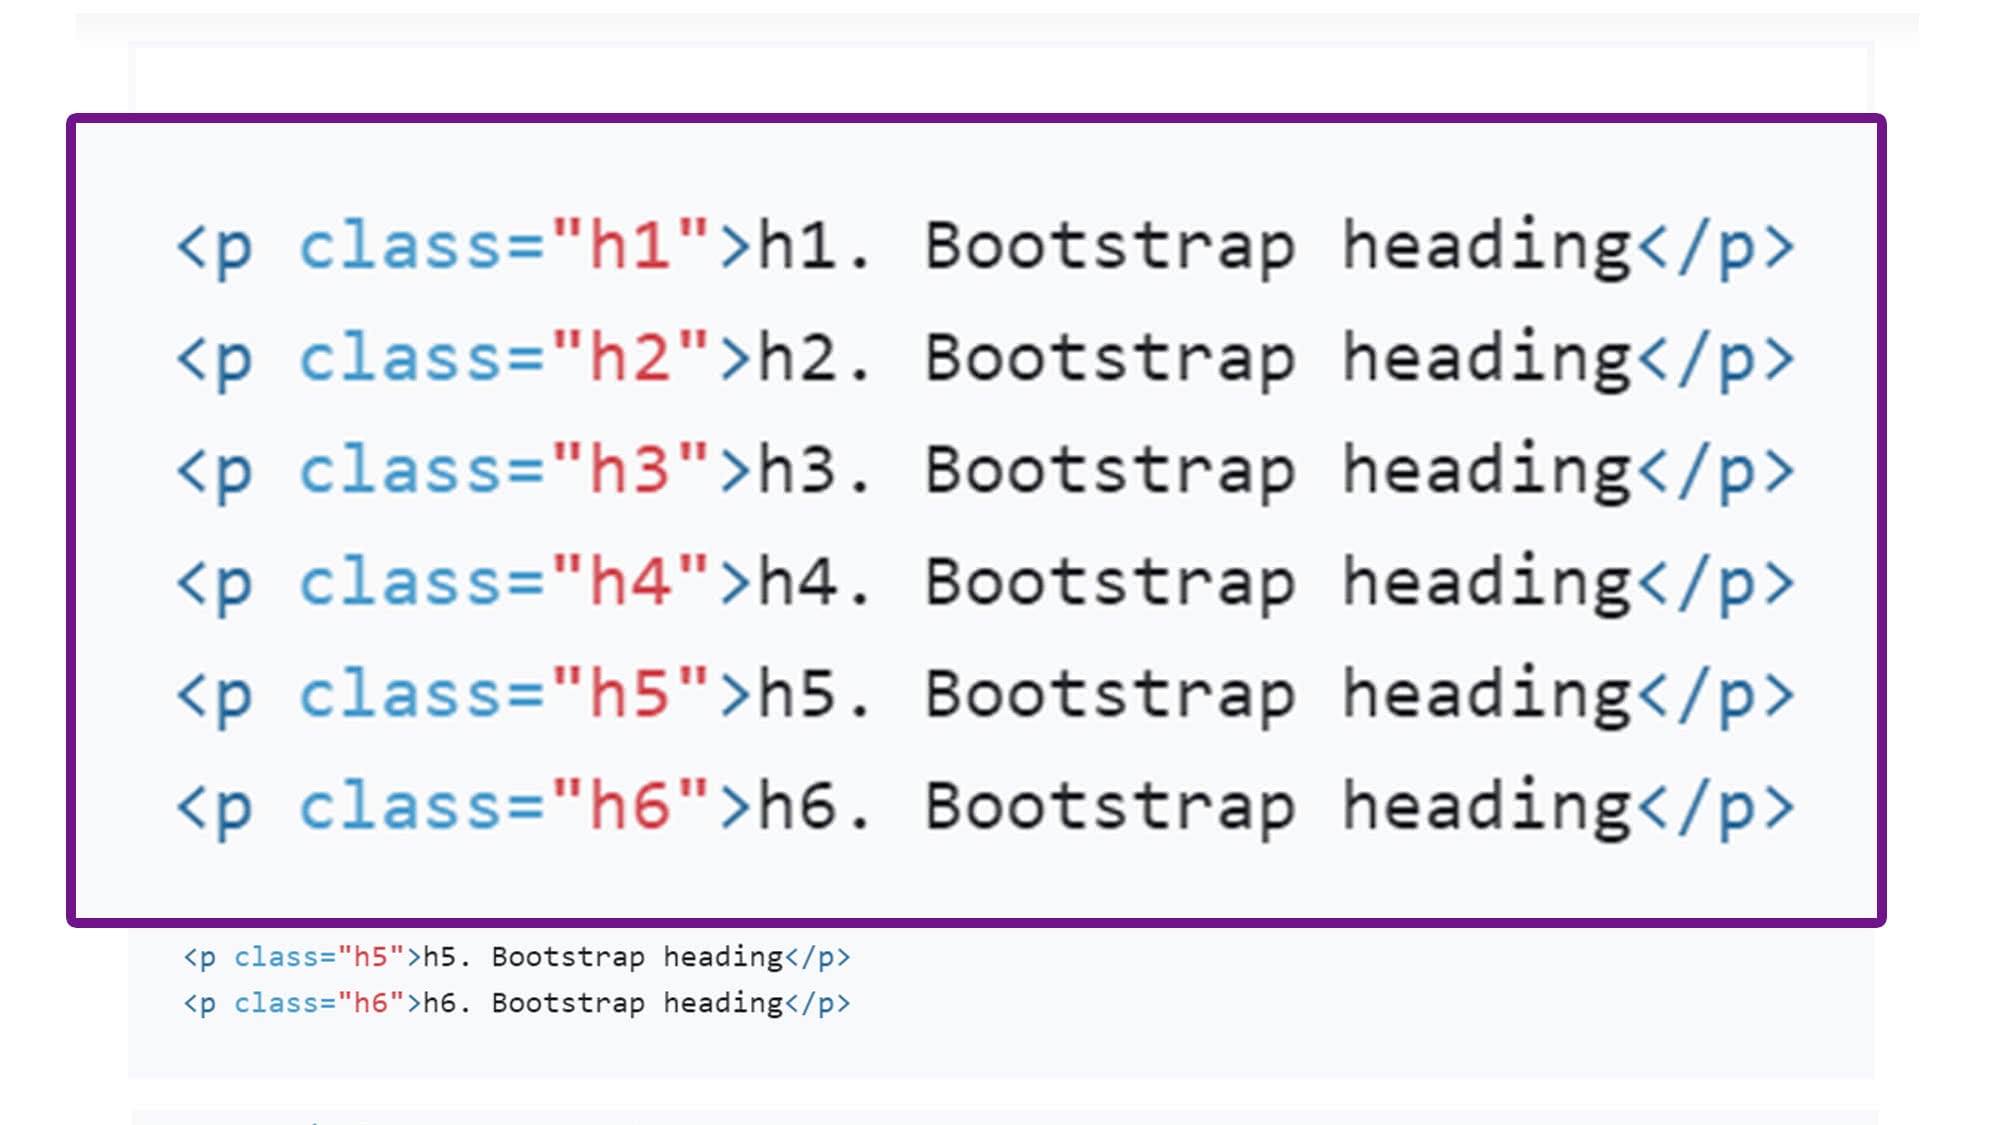 <p class="h1">h1. Bootstrap heading</p>
<p class="h2">h2. Bootstrap heading</p>
<p class="h3">h3. Bootstrap heading</p>
<p class="h4">h4. Bootstrap heading</p>
<p class="h5">h5. Bootstrap heading</p>
<p class="h6">h6. Bootstrap heading</p>
<p class="h5">h5. Bootstrap heading</p>
<p class="h6">h6. Bootstrap heading</p>